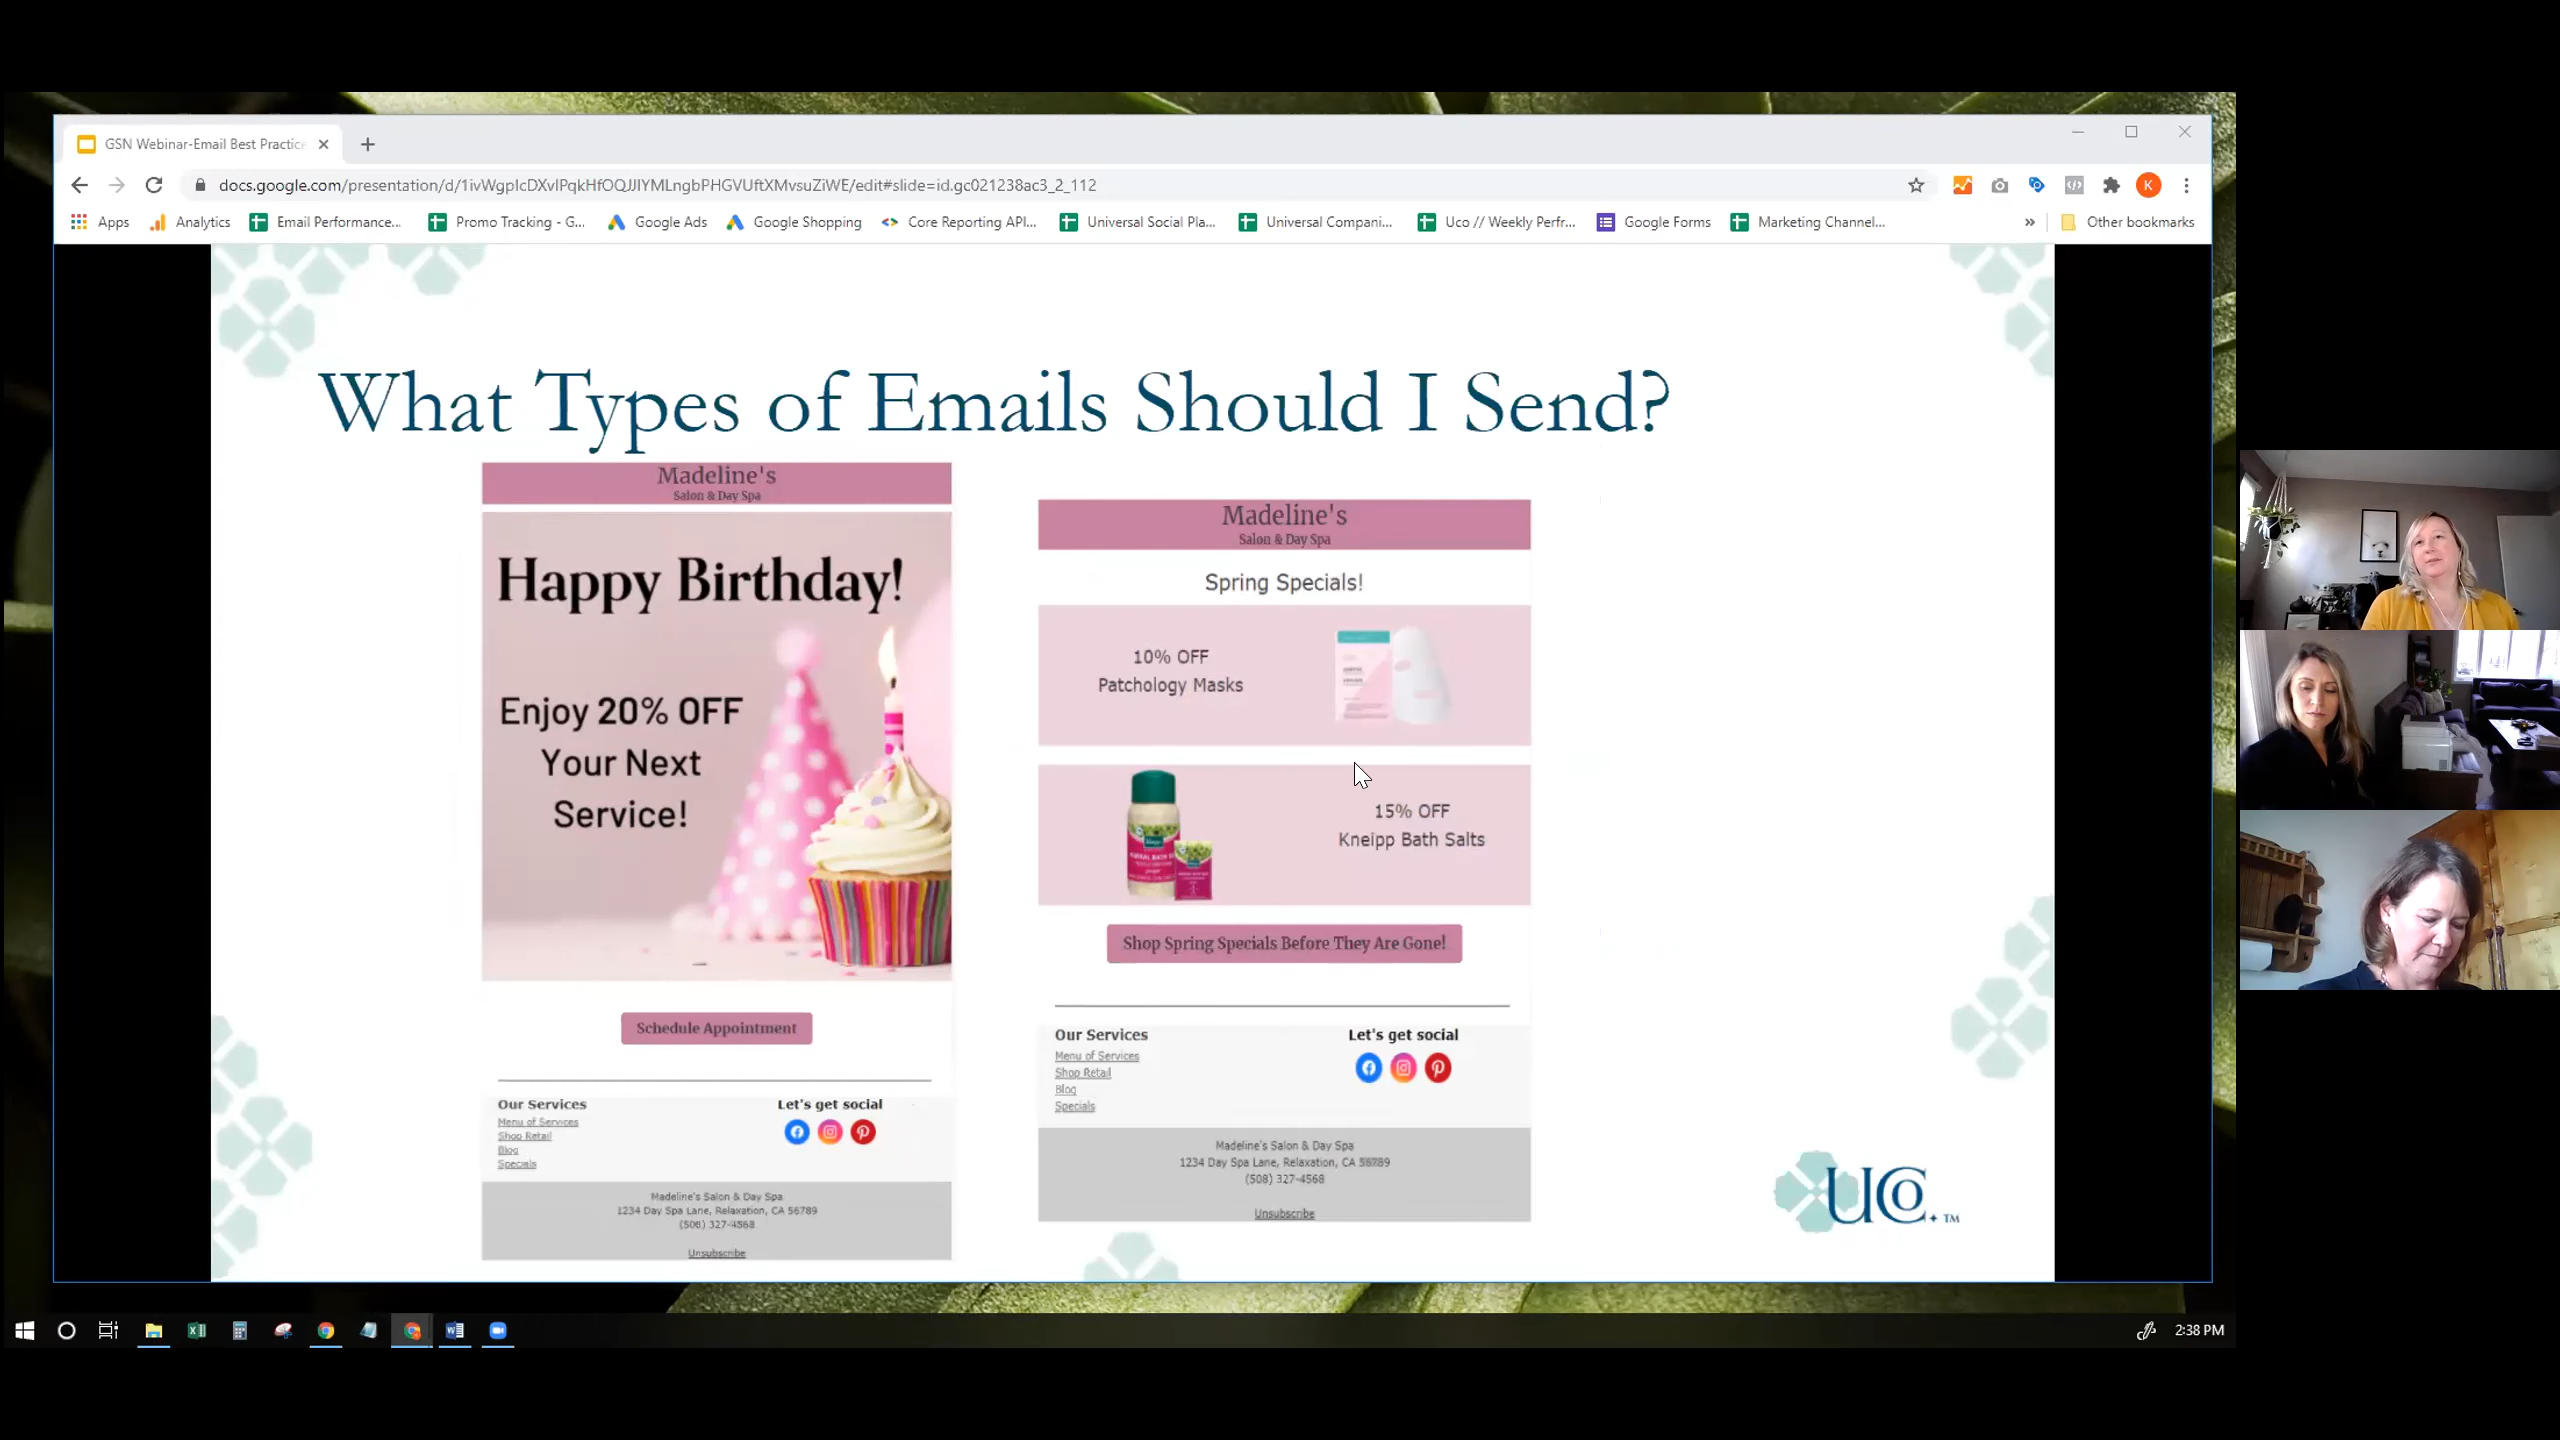 GSN Webinar-Email Best Practice
docs.google.com/presentation/d/1ivWgpIcDXvIPqkHfOQJJIYMLngbPHGVUftXMvsuZiWE/edit#slide=id.gc021238ac3_2_112
K
Apps
Analytics
Email Performance...
Promo Tracking - G...
Google Ads
Google Shopping
Core Reporting API...
Universal Social Pla...
Universal Compani...
Uco // Weekly Perfr...
Google Forms
Marketing Channel...
»
Other bookmarks
What Types of Emails Should I Send?
Madeline's
Salon & Day Spa
Happy Birthday!
Enjoy 20% OFF
Your Next
Service!
Schedule Appointment
Our Services
Menu of Services
Shop Retail
Blog
Specials
Let's get social
Madeline's Salon & Day Spa
1234 Day Spa Lane, Relaxation, CA 56789
(508) 327-4568
Unsubscribe
Madeline's
Salon & Day Spa
Spring Specials!
10% OFF
Patchology Masks
15% OFF
Kneipp Bath Salts
Shop Spring Specials Before They Are Gone!
Our Services
Menu of Services
Shop Retail
Blog
Specials
Let's get social
Madeline's Salon & Day Spa
1234 Day Spa Lane, Relaxation, CA 56789
(508) 327-4568
Unsubscribe
UCo.™
2:38 PM